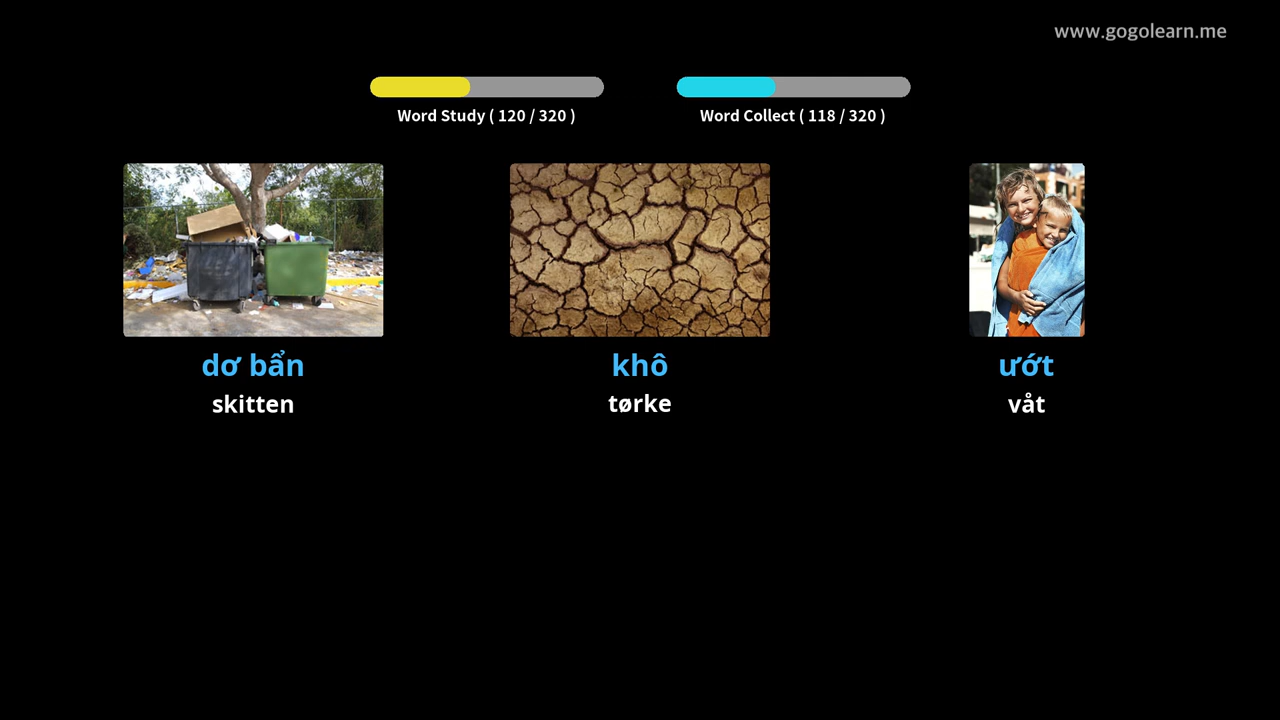 www.gogolearn.me
Word Study ( 120 / 320 )
Word Collect ( 118 / 320 )
dơ bẩn
khô
ướt
skitten
tørke
våt